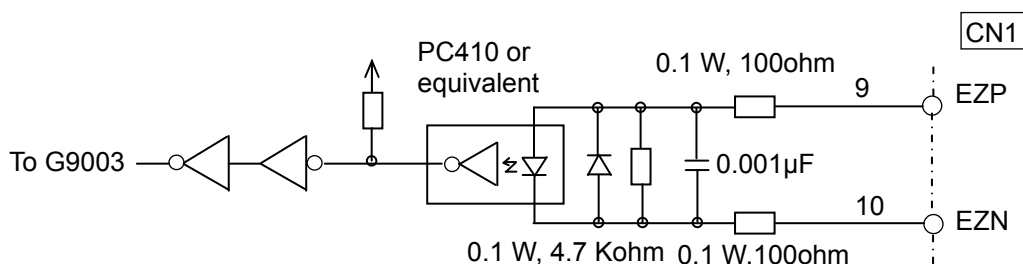 CN1
PC410 or
equivalent
0.1 W, 100ohm
9
EZP
To G9003
0.001µF
10
EZN
0.1 W, 4.7 Kohm
0.1 W.100ohm